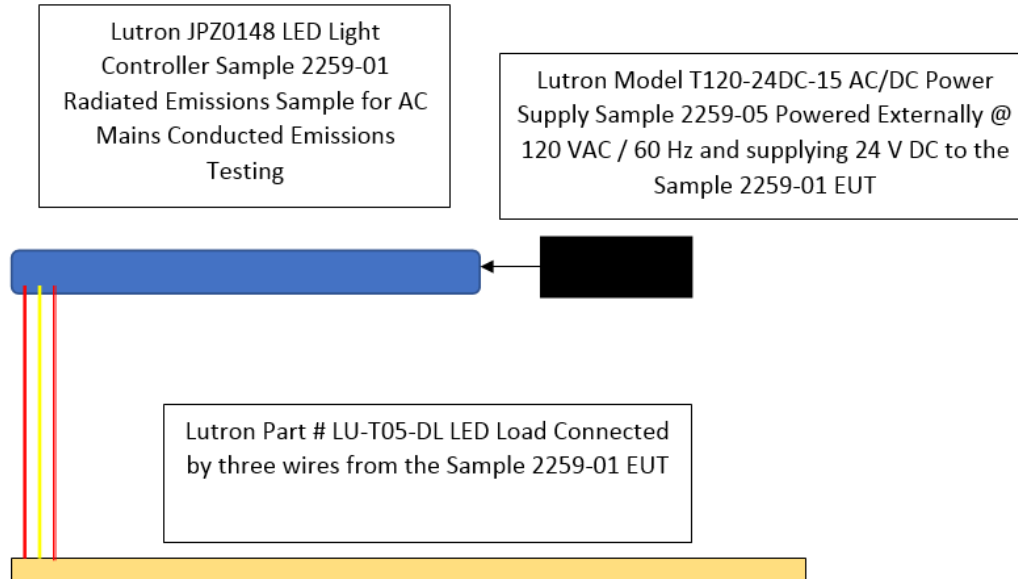 Lutron JPZ0148 LED Light
Controller Sample 2259-01
Radiated Emissions Sample for AC
Mains Conducted Emissions
Testing
Lutron Model T120-24DC-15 AC/DC Power
Supply Sample 2259-05 Powered Externally @
120 VAC / 60 Hz and supplying 24 V DC to the
Sample 2259-01 EUT
Lutron Part # LU-T05-DL LED Load Connected
by three wires from the Sample 2259-01 EUT